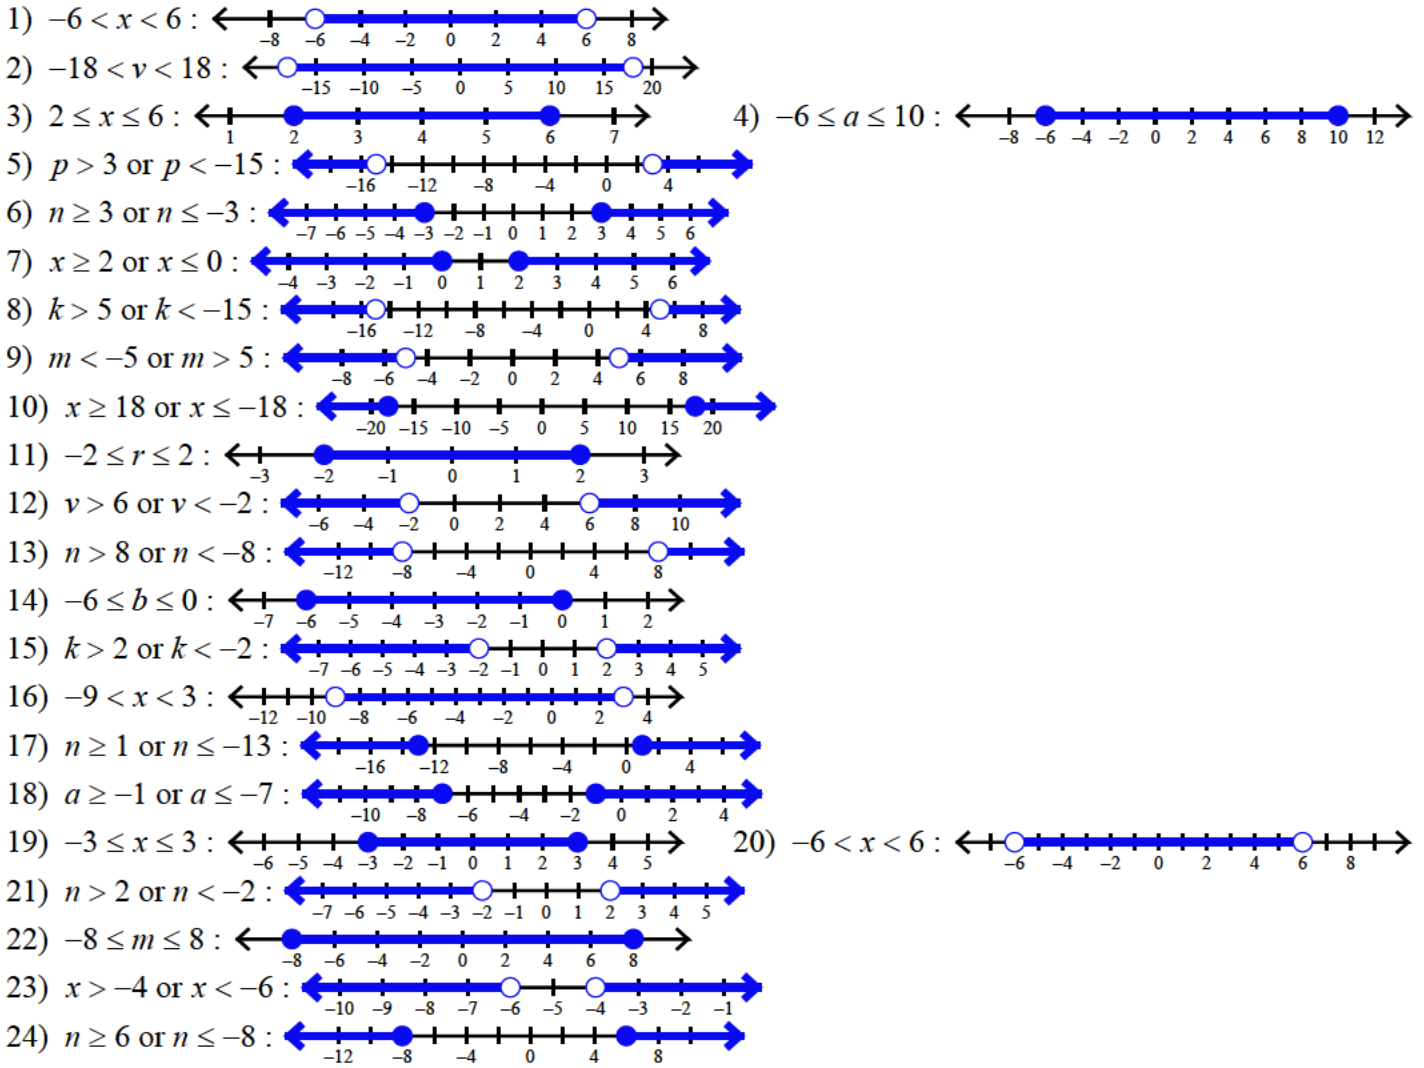 1) −6 < x < 6 :
−8 −6 −4 −2 0 2 4 6 8
2) −18 < v < 18 :
−15 −10 −5 0 5 10 15 20
3) 2 ≤ x ≤ 6 :
1 2 3 4 5 6 7
4) −6 ≤ a ≤ 10 :
−8 −6 −4 −2 0 2 4 6 8 10 12
5) p > 3 or p < −15 :
−16 −12 −8 −4 0 4
6) n ≥ 3 or n ≤ −3 :
−7 −6 −5 −4 −3 −2 −1 0 1 2 3 4 5 6
7) x ≥ 2 or x ≤ 0 :
−4 −3 −2 −1 0 1 2 3 4 5 6
8) k > 5 or k < −15 :
−16 −12 −8 −4 0 4 8
9) m < −5 or m > 5 :
−8 −6 −4 −2 0 2 4 6 8
10) x ≥ 18 or x ≤ −18 :
−20 −15 −10 −5 0 5 10 15 20
11) −2 ≤ r ≤ 2 :
−3 −2 −1 0 1 2 3
12) v > 6 or v < −2 :
−6 −4 −2 0 2 4 6 8 10
13) n > 8 or n < −8 :
−12 −8 −4 0 4 8
14) −6 ≤ b ≤ 0 :
−7 −6 −5 −4 −3 −2 −1 0 1 2
15) k > 2 or k < −2 :
−7 −6 −5 −4 −3 −2 −1 0 1 2 3 4 5
16) −9 < x < 3 :
−12 −10 −8 −6 −4 −2 0 2 4
17) n ≥ 1 or n ≤ −13 :
−16 −12 −8 −4 0 4
18) a ≥ −1 or a ≤ −7 :
−10 −8 −6 −4 −2 0 2 4
19) −3 ≤ x ≤ 3 :
−6 −5 −4 −3 −2 −1 0 1 2 3 4 5
20) −6 < x < 6 :
−6 −4 −2 0 2 4 6 8
21) n > 2 or n < −2 :
−7 −6 −5 −4 −3 −2 −1 0 1 2 3 4 5
22) −8 ≤ m ≤ 8 :
−8 −6 −4 −2 0 2 4 6 8
23) x > −4 or x < −6 :
−10 −9 −8 −7 −6 −5 −4 −3 −2 −1
24) n ≥ 6 or n ≤ −8 :
−12 −8 −4 0 4 8